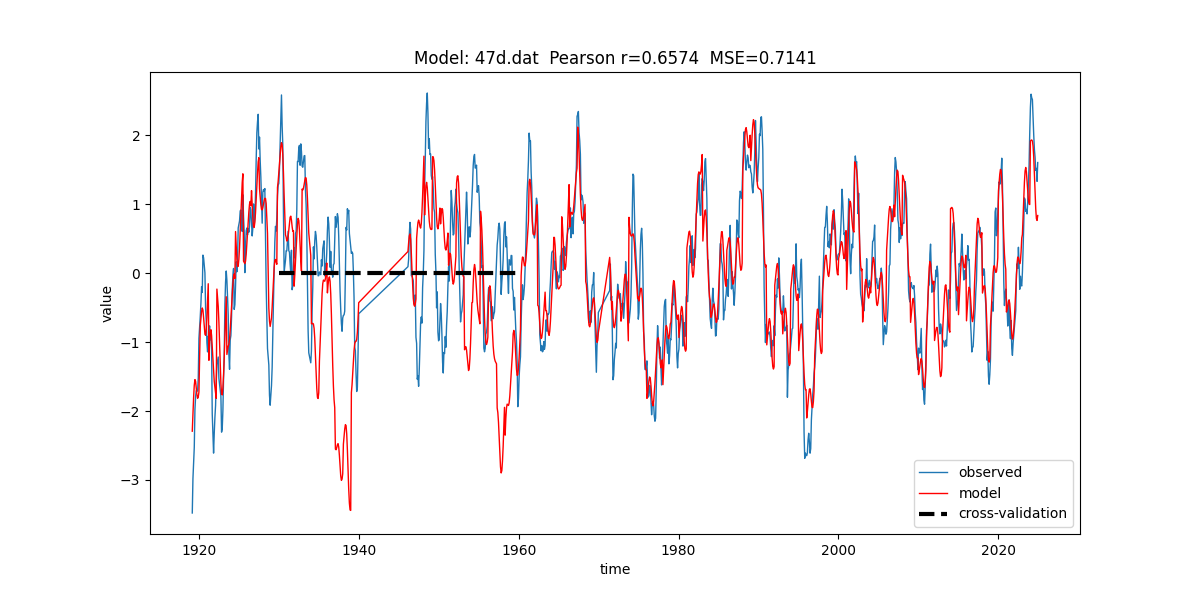 Model: 47d.dat  Pearson r=0.6574  MSE=0.7141
value
2
1
0
−1
−2
−3
1920
1940
1960
1980
2000
2020
time
observed
model
cross-validation